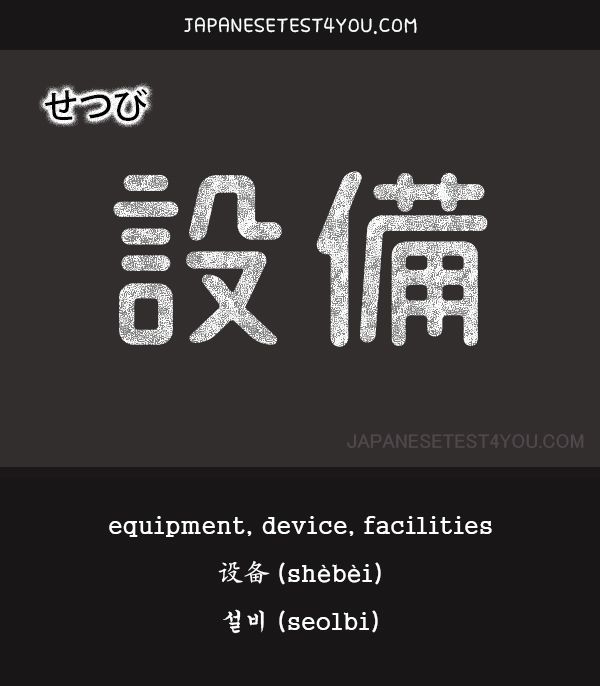 JAPANESETEST4YOU.COM
せつび
設備
JAPANESETEST4YOU.COM
equipment, device, facilities
设备 (shèbèi)
설비 (seolbi)